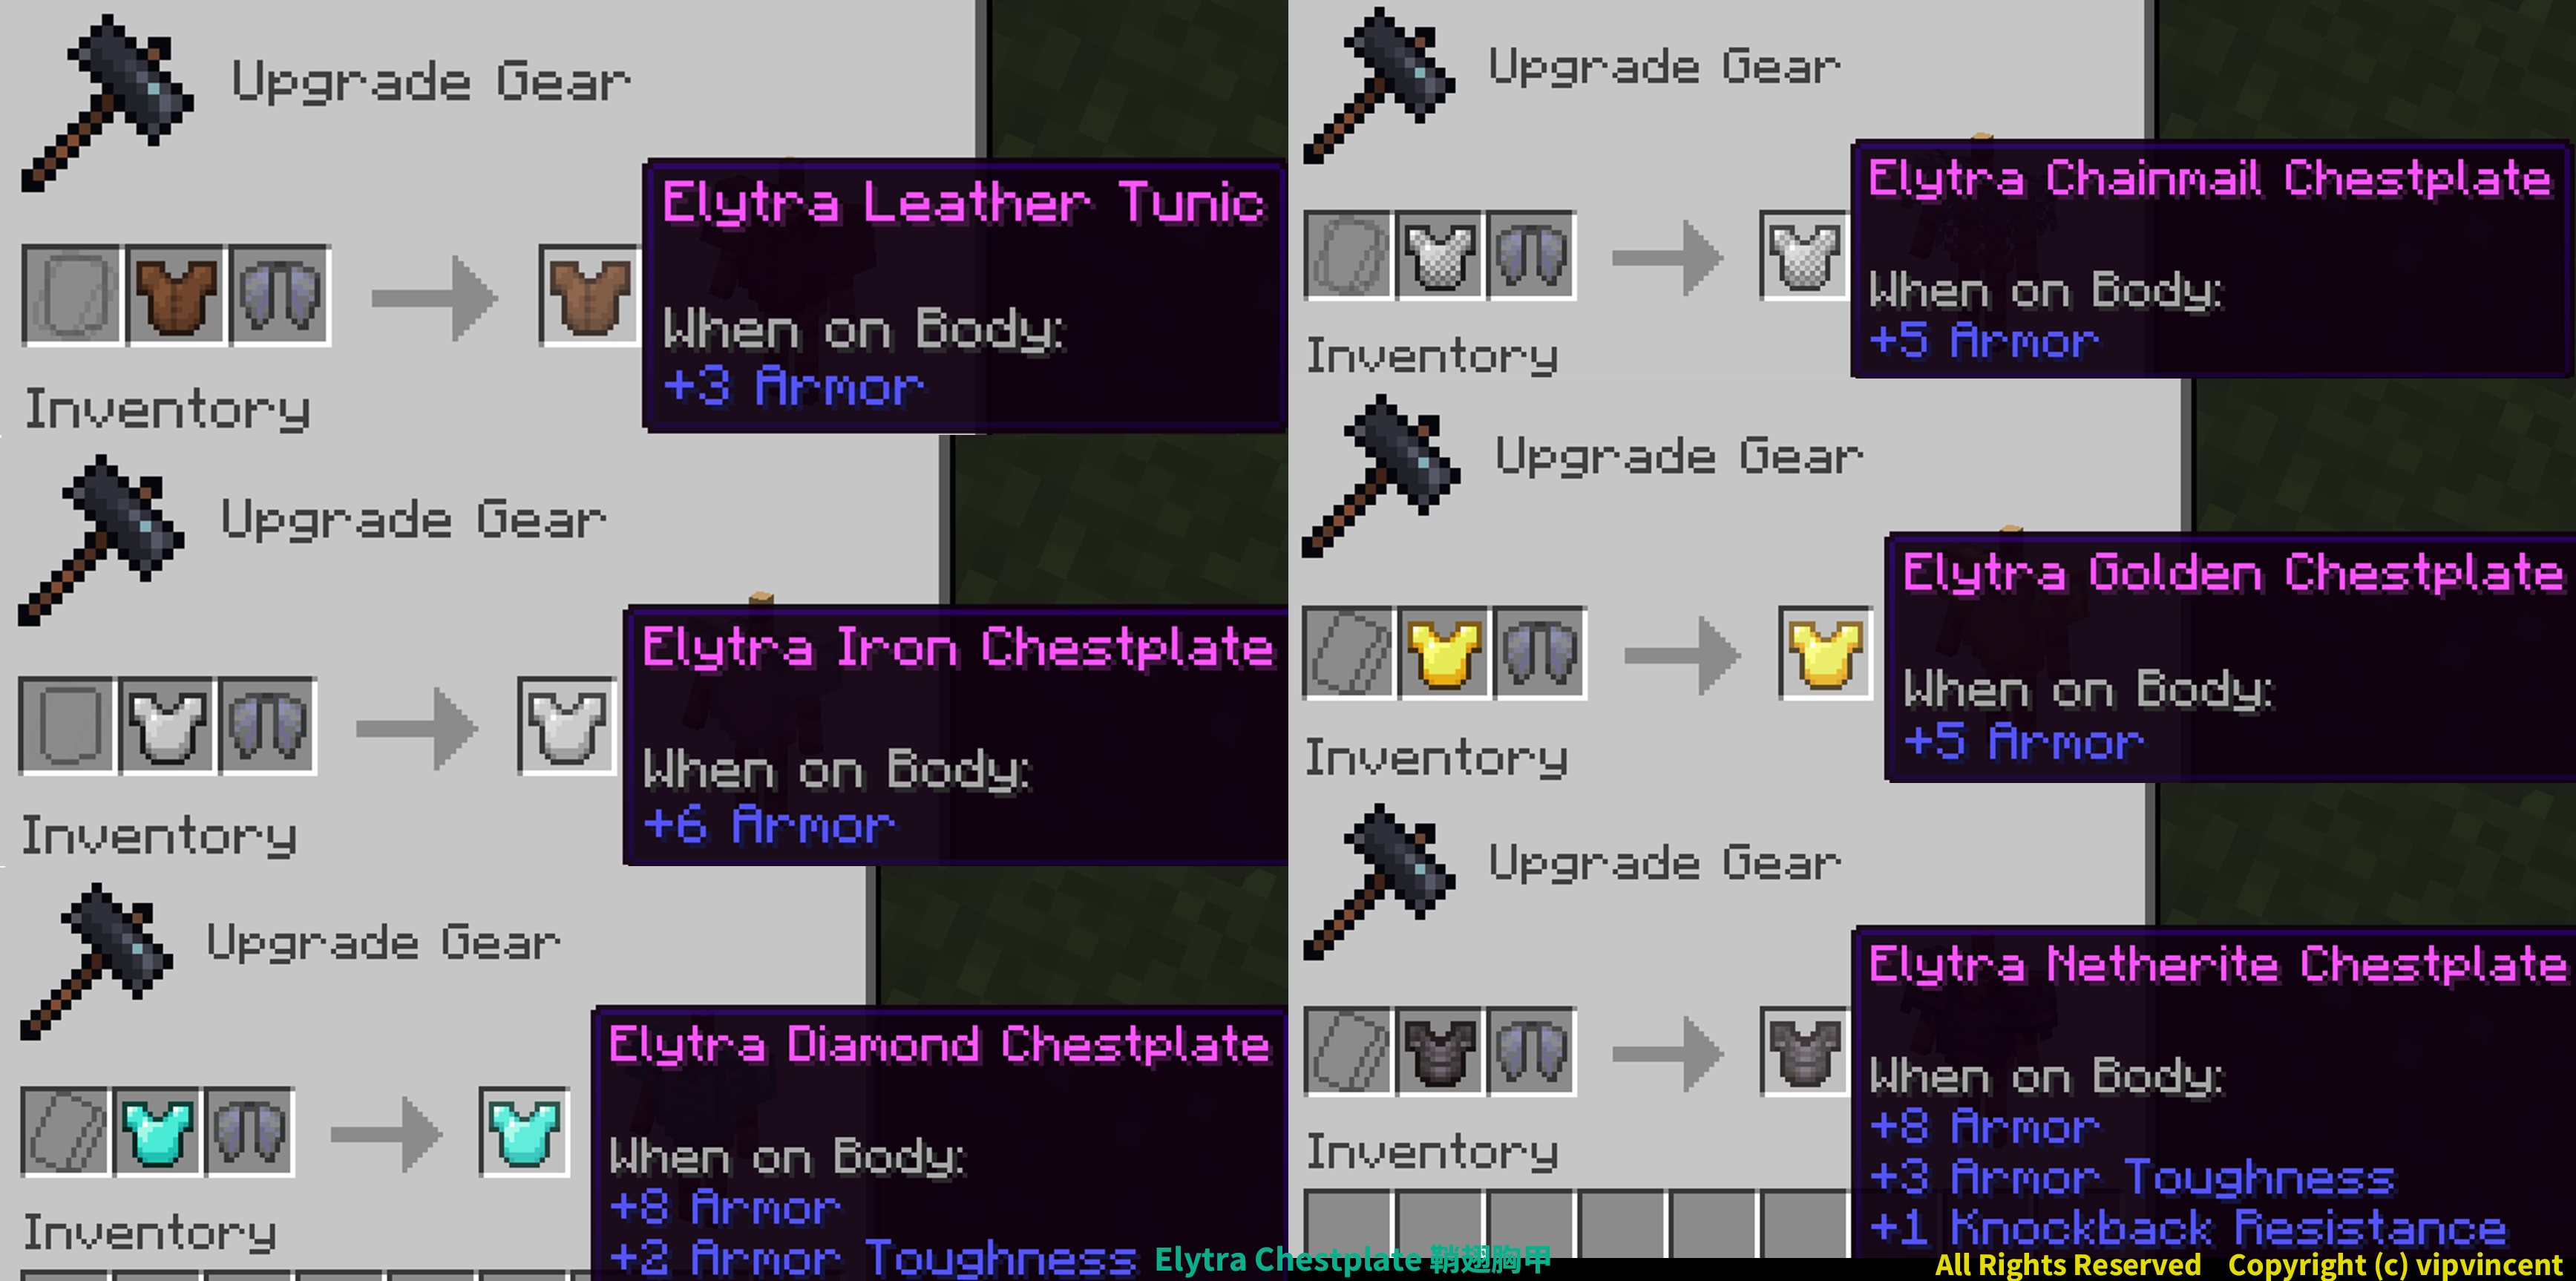 Upgrade Gear
Elytra Leather Tunic
When on Body:
+3 Armor
Inventory
Upgrade Gear
Elytra Chainmail Chestplate
When on Body:
+5 Armor
Inventory
Upgrade Gear
Elytra Iron Chestplate
When on Body:
+6 Armor
Inventory
Upgrade Gear
Elytra Golden Chestplate
When on Body:
+5 Armor
Inventory
Upgrade Gear
Elytra Diamond Chestplate
When on Body:
+8 Armor
+2 Armor Toughness
Inventory
Upgrade Gear
Elytra Netherite Chestplate
When on Body:
+8 Armor
+3 Armor Toughness
+1 Knockback Resistance
Inventory
Elytra Chestplate 鞘翅胸甲
All Rights Reserved Copyright (c) vipvincent